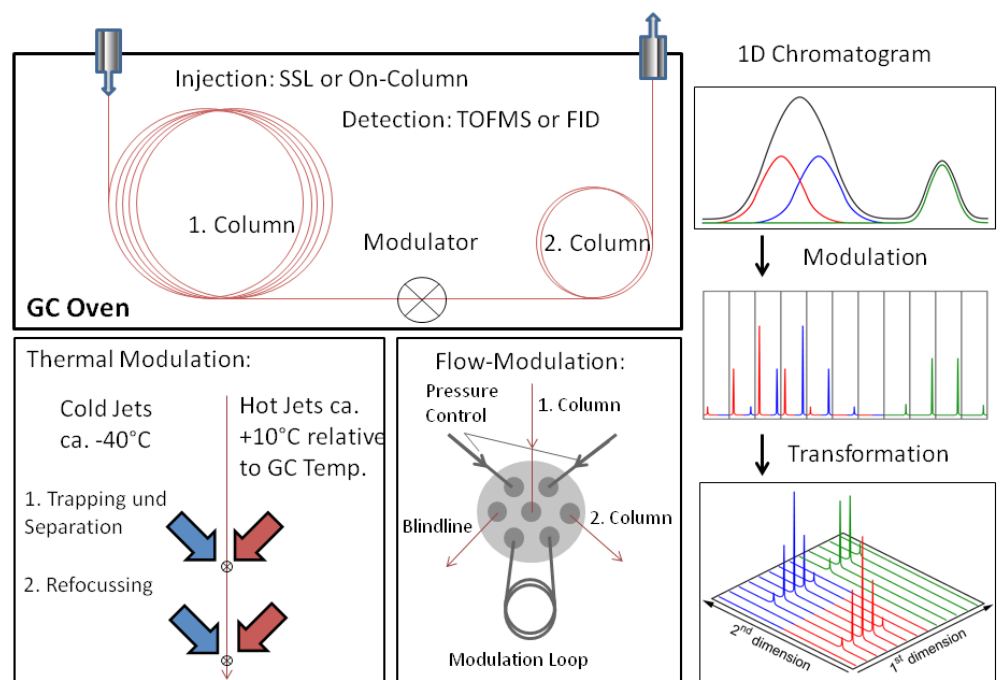 Injection: SSL or On-Column
Detection: TOFMS or FID
1. Column
Modulator
2. Column
GC Oven
Thermal Modulation:
Cold Jets
ca. -40°C
Hot Jets ca.
+10°C relative
to GC Temp.
1. Trapping und
Separation
2. Refocussing
Flow-Modulation:
Pressure
Control
1. Column
Blindline
2. Column
Modulation Loop
1D Chromatogram
Modulation
Transformation
2nd dimension
1st dimension